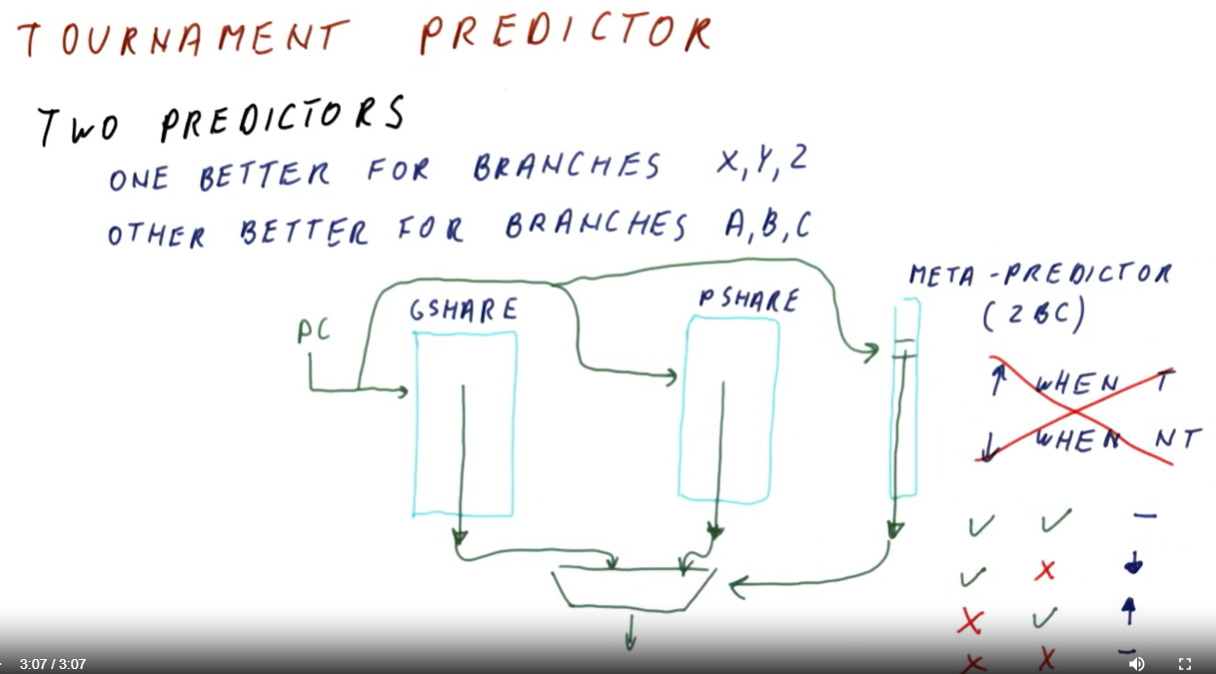 TOURNAMENT PREDICTOR
TWO PREDICTORS
ONE BETTER FOR BRANCHES X,Y,Z
OTHER BETTER FOR BRANCHES A,B,C
META-PREDICTOR
(2BC)
GSHARE
PSHARE
PC
↑ WHEN T
↓ WHEN NT
✓ ✓ –
✓ X ↓
X ✓ ↑
X X –
3:07 / 3:07